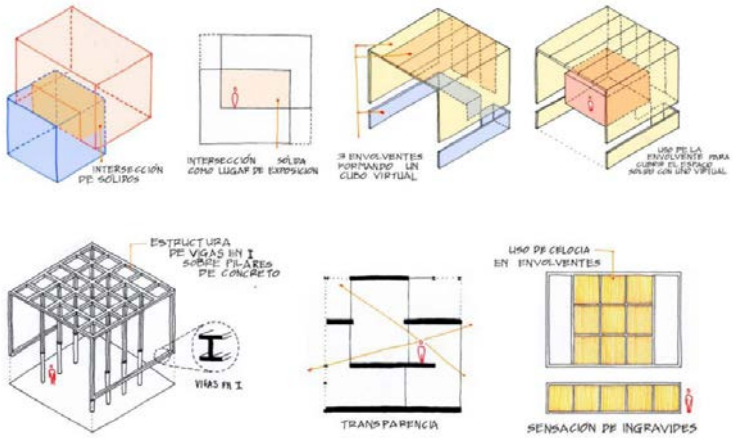 INTERSECCIÓN
DE SÓLIDOS
INTERSECCIÓN SÓLIDA
COMO LUGAR DE EXPOSICIÓN
3 ENVOLVENTES
FORMANDO UN
CUBO VIRTUAL
USO DE LA
ENVOLVENTE PARA
CUBRIR EL ESPACIO
SOLIDO CON UNO VIRTUAL
ESTRUCTURA
DE VIGAS EN I
SOBRE PILARES
DE CONCRETO
VIGAS EN I
TRANSPARENCIA
USO DE CELOCIA
EN ENVOLVENTES
SENSACIÓN DE INGRAVIDES